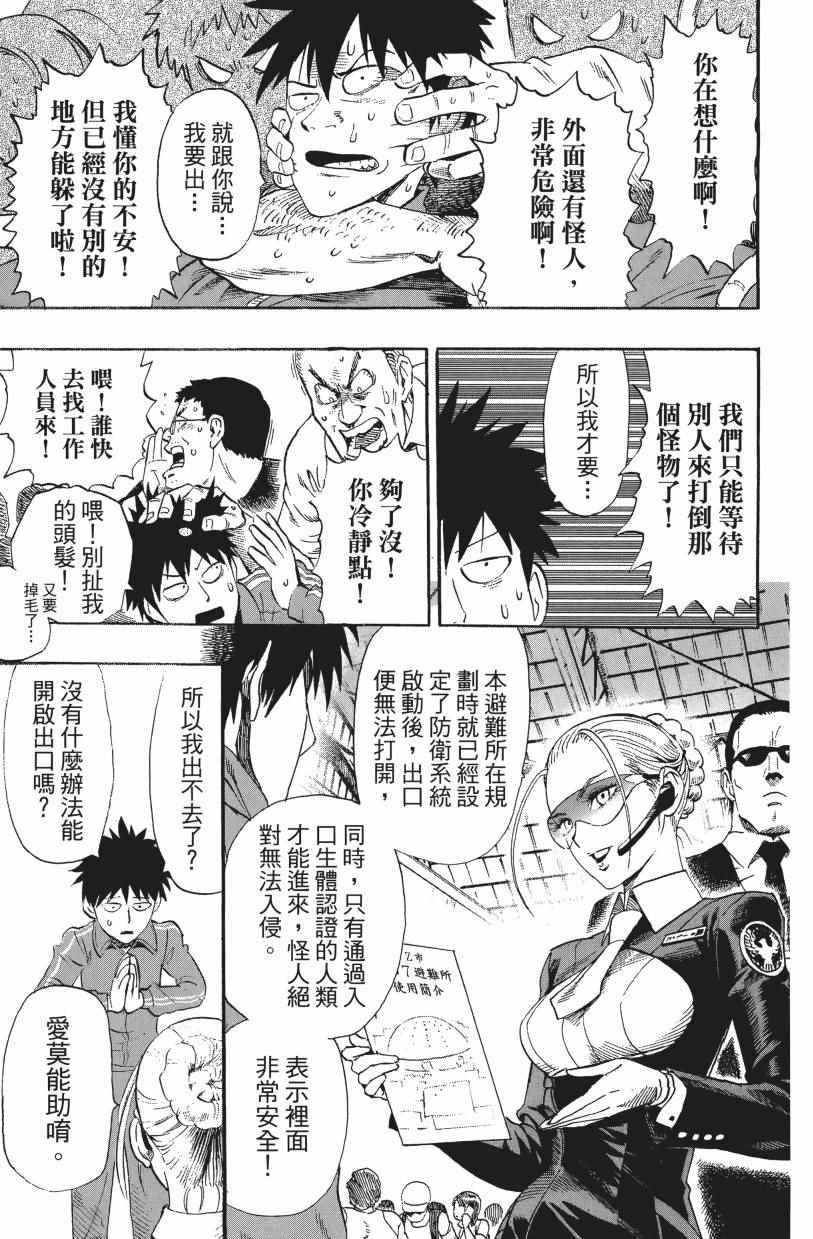 你在想什麼啊！
外面還有怪人，
非常危險啊！
就跟你說…
我要出…
我懂你的不安！
但已經沒有別的
地方能躲了啦！
我們只能等待
別人來打倒那
個怪物了！
所以我才要…
夠了沒！
你冷靜點！
喂！誰快
去找工作
人員來！
喂！別扯我
的頭髮！
又要
掉毛了…
本避難所在規
劃時就已經設
定了防衛系統
啟動後，出口
便無法打開，
同時，只有通過入
口生體認證的人類
才能進來，怪人絕
對無法入侵。
Z市
7避難所
使用簡介
表示裡面
非常安全！
所以我出不去了？
沒有什麼辦法能
開啟出口嗎？
愛莫能助唷。